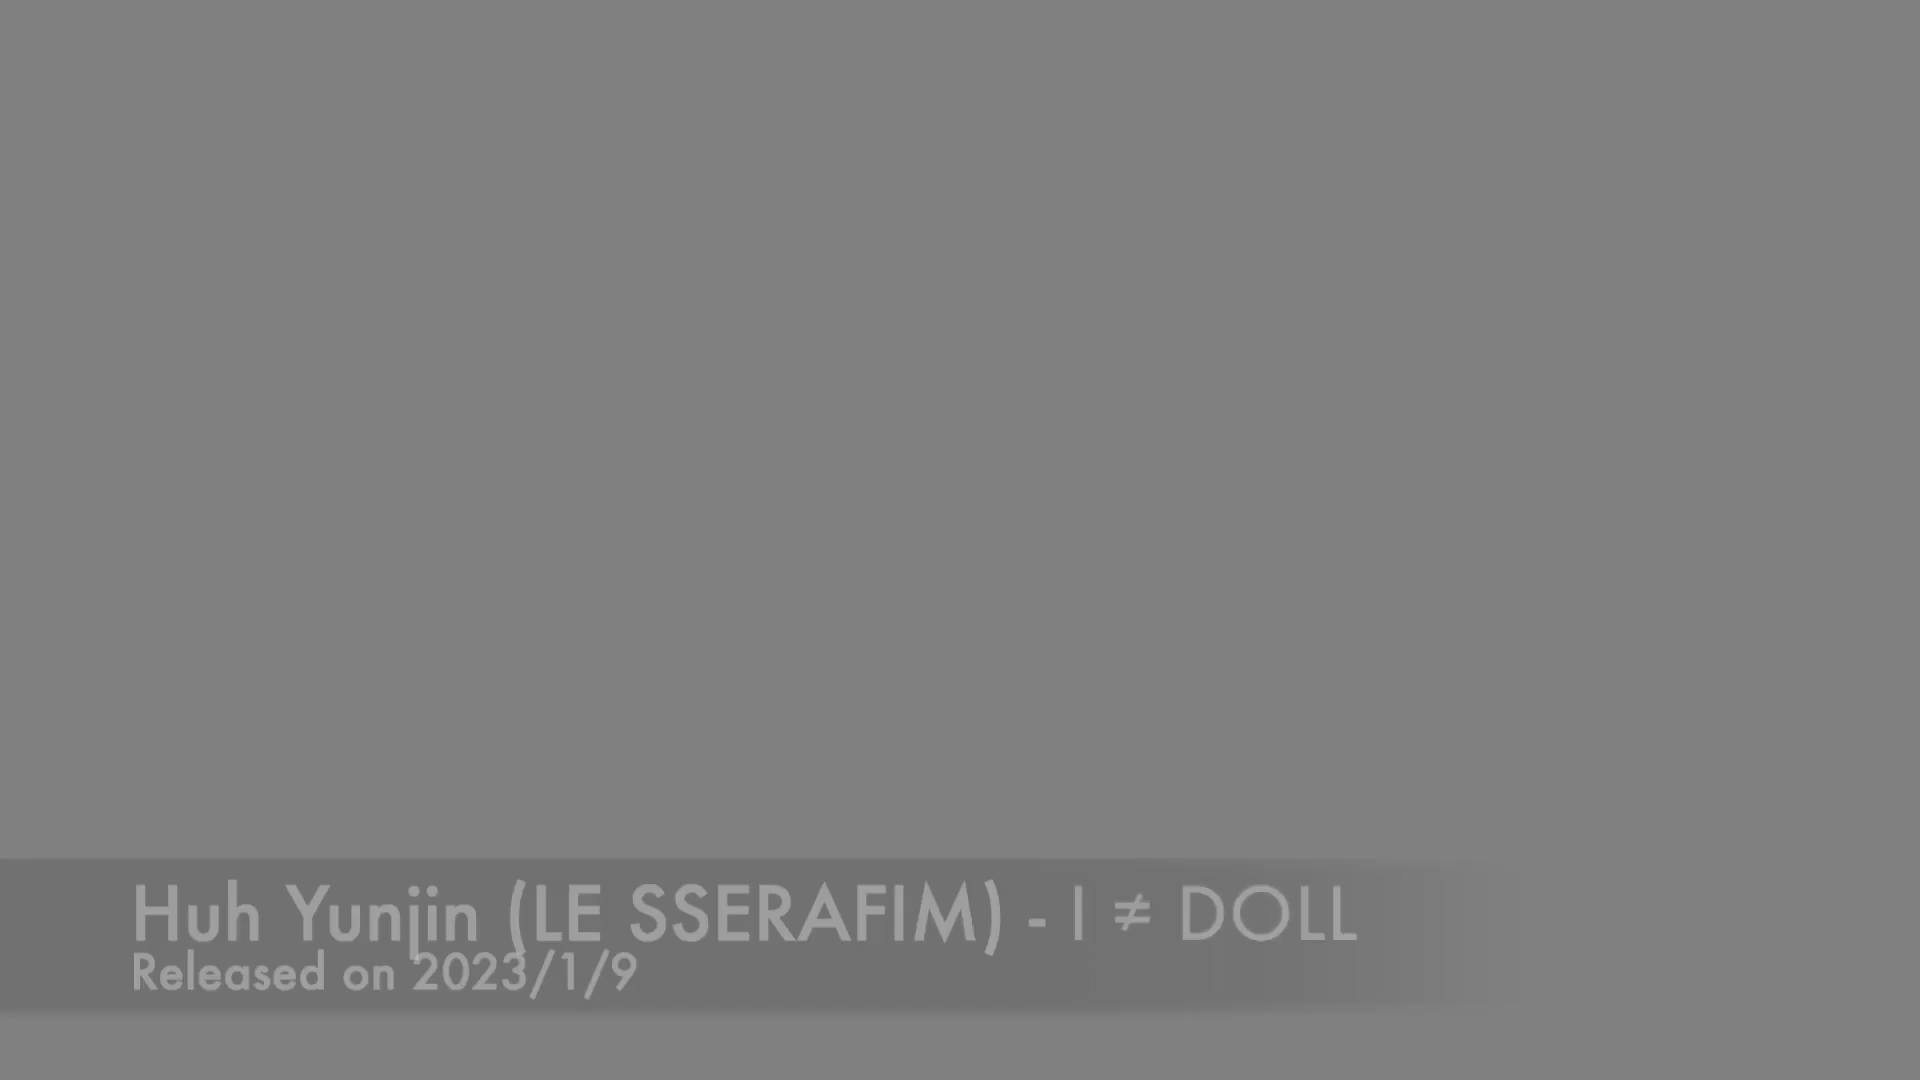 Huh Yunjin (LE SSERAFIM) - I ≠ DOLL
Released on 2023/1/9